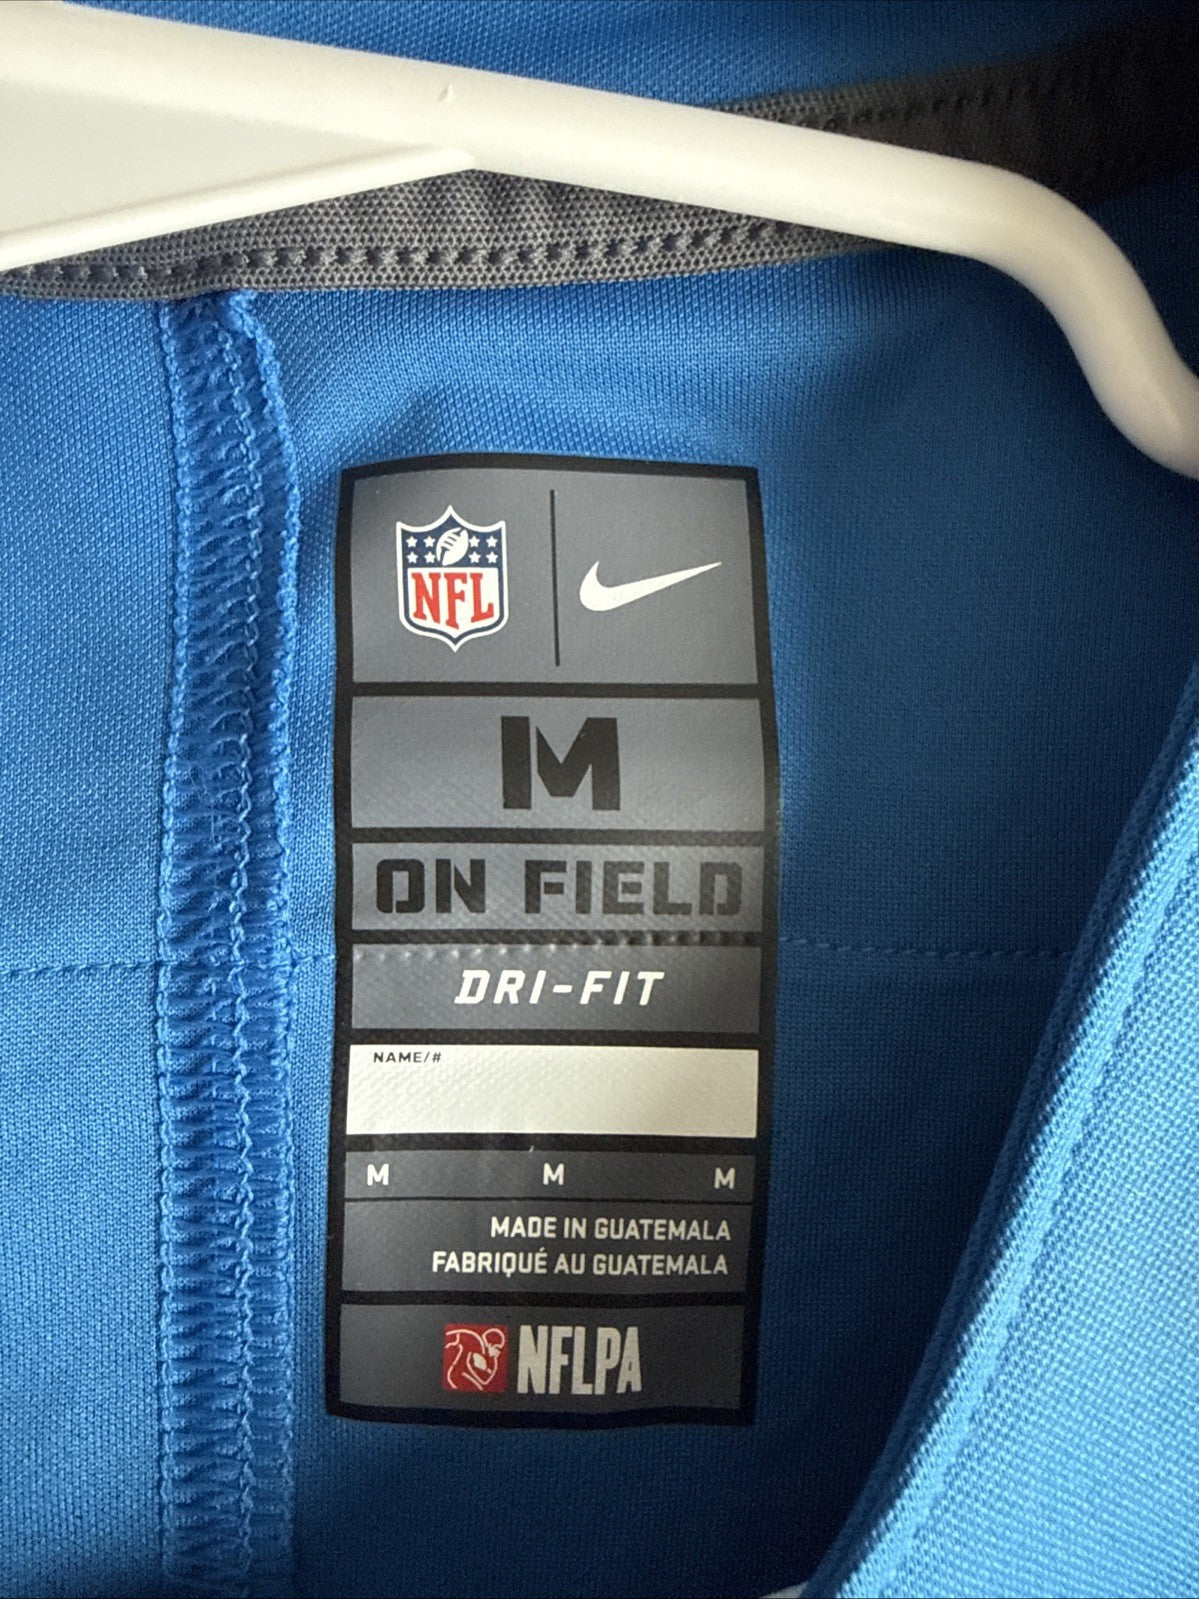 NFL
M
ON FIELD
DRI-FIT
NAME/#
M M M
MADE IN GUATEMALA
FABRIQUÉ AU GUATEMALA
NFLPA